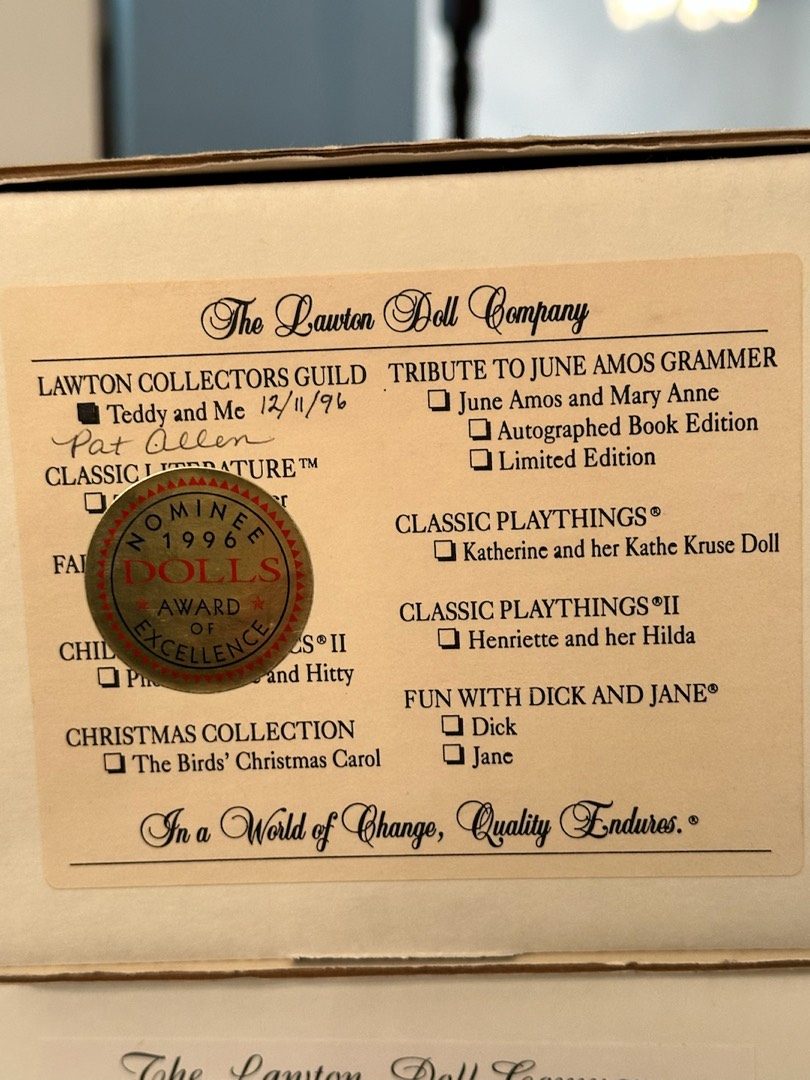 The Lawton Doll Company
LAWTON COLLECTORS GUILD
Teddy and Me 12/11/96
Pat Allen
CLASSIC LITERATURE™
NOMINEE
1996
DOLLS
AWARD
OF
EXCELLENCE
S® II
and Hitty
CHRISTMAS COLLECTION
The Birds' Christmas Carol
TRIBUTE TO JUNE AMOS GRAMMER
June Amos and Mary Anne
Autographed Book Edition
Limited Edition
CLASSIC PLAYTHINGS®
Katherine and her Kathe Kruse Doll
CLASSIC PLAYTHINGS® II
Henriette and her Hilda
FUN WITH DICK AND JANE®
Dick
Jane
In a World of Change, Quality Endures.®
The Lawton Doll